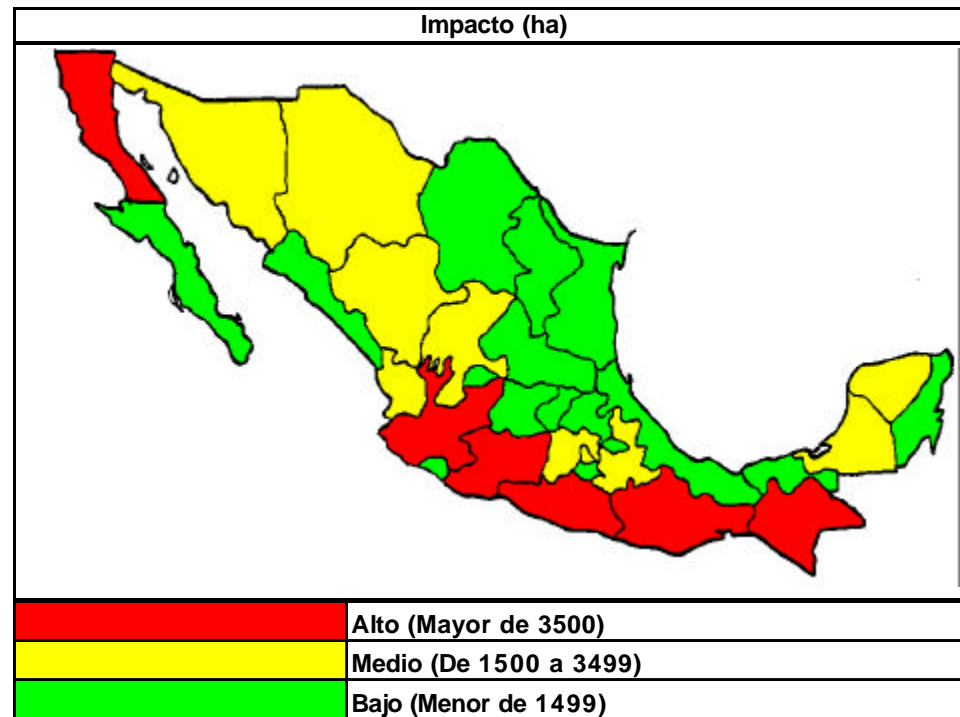 Impacto (ha)
Alto (Mayor de 3500)
Medio (De 1500 a 3499)
Bajo (Menor de 1499)